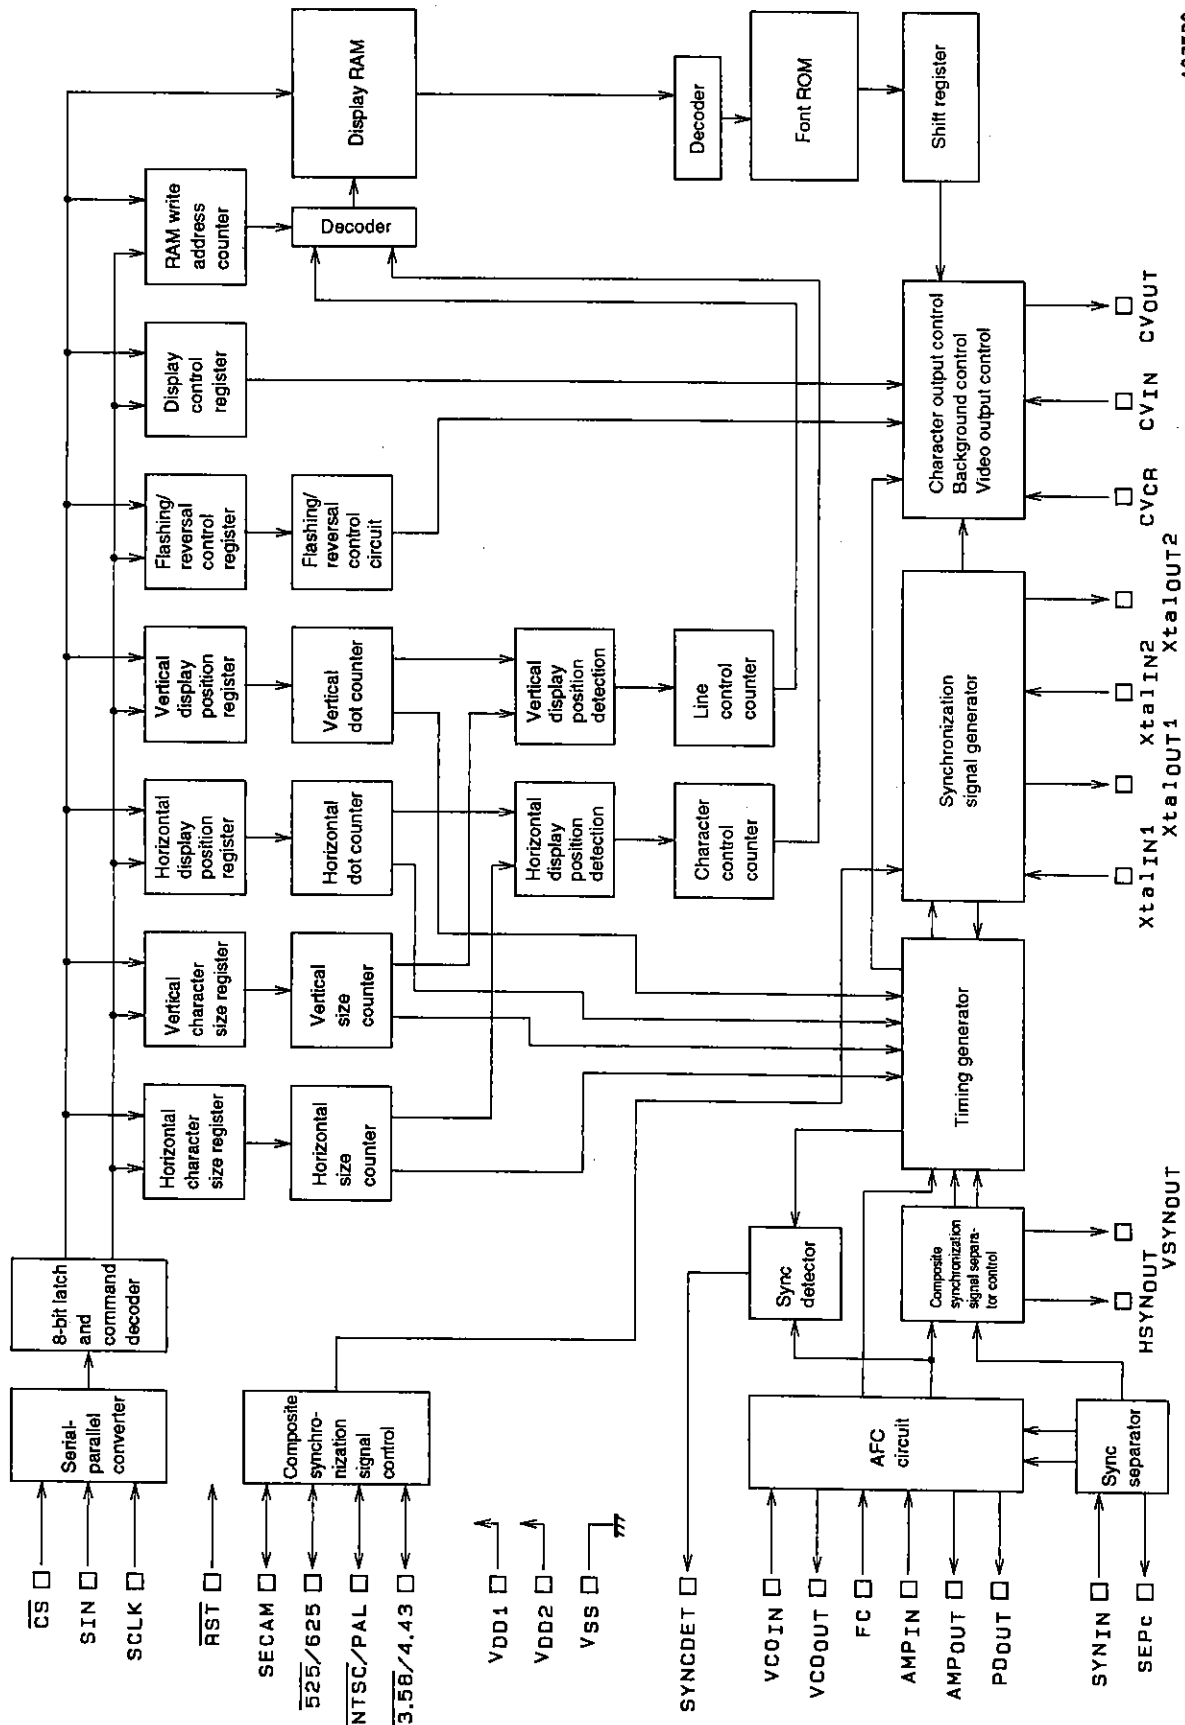 CS
SIN
SCLK
RST
SECAM
525/625
NTSC/PAL
3.58/4.43
VDD1
VDD2
VSS
SYNCDET
VCOIN
VCOOUT
FC
AMPIN
AMPOUT
PDOUT
SYNIN
SEPC
Serial-
parallel
converter
8-bit latch
and
command
decoder
Composite
synchro-
nization
signal
control
AFC
circuit
Sync
separator
Sync
detector
Composite
synchronization
signal separa-
tor control
HSYNOUT
VSYNOUT
Horizontal
character
size register
Horizontal
size
counter
Vertical
character
size register
Vertical
size
counter
Horizontal
display
position
register
Horizontal
dot counter
Horizontal
display
position
detection
Character
control
counter
Vertical
display
position
register
Vertical
dot counter
Vertical
display
position
detection
Line
control
counter
Flashing/
reversal
control
register
Flashing/
reversal
control
circuit
Display
control
register
RAM write
address
counter
Decoder
Display RAM
Decoder
Font ROM
Shift register
Timing generator
Synchronization
signal generator
Character output control
Background control
Video output control
XtalIN1
XtalOUT1
XtalIN2
XtalOUT2
CVCR
CVIN
CVOUT